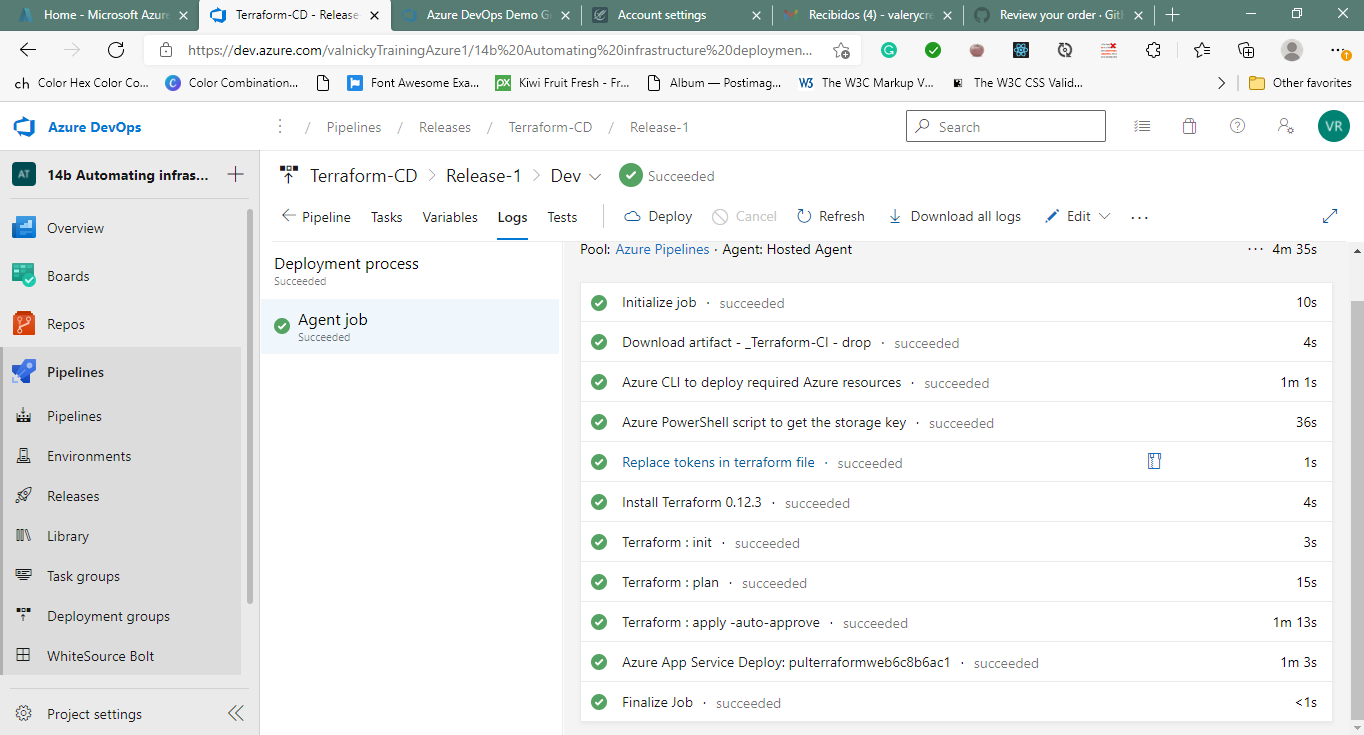 Home - Microsoft Azure
Terraform-CD - Release
Azure DevOps Demo Ge
Account settings
Recibidos (4) - valerycre
Review your order · Gith
https://dev.azure.com/valnickyTrainingAzure1/14b%20Automating%20infrastructure%20deploymen...
ch Color Hex Color Co...
Color Combination...
Font Awesome Exa...
px Kiwi Fruit Fresh - Fr...
Album — Postimag...
W3 The W3C Markup V...
The W3C CSS Valid...
Other favorites
Azure DevOps
/ Pipelines / Releases / Terraform-CD / Release-1
Search
VR
AT 14b Automating infras...
Overview
Boards
Repos
Pipelines
Pipelines
Environments
Releases
Library
Task groups
Deployment groups
WhiteSource Bolt
Project settings
Terraform-CD > Release-1 > Dev Succeeded
Pipeline Tasks Variables Logs Tests Deploy Cancel Refresh Download all logs Edit ...
Deployment process
Succeeded
Agent job
Succeeded
Pool: Azure Pipelines · Agent: Hosted Agent ... 4m 35s
Initialize job · succeeded 10s
Download artifact - _Terraform-CI - drop · succeeded 4s
Azure CLI to deploy required Azure resources · succeeded 1m 1s
Azure PowerShell script to get the storage key · succeeded 36s
Replace tokens in terraform file · succeeded 1s
Install Terraform 0.12.3 · succeeded 4s
Terraform : init · succeeded 3s
Terraform : plan · succeeded 15s
Terraform : apply -auto-approve · succeeded 1m 13s
Azure App Service Deploy: pulterraformweb6c8b6ac1 · succeeded 1m 3s
Finalize Job · succeeded <1s